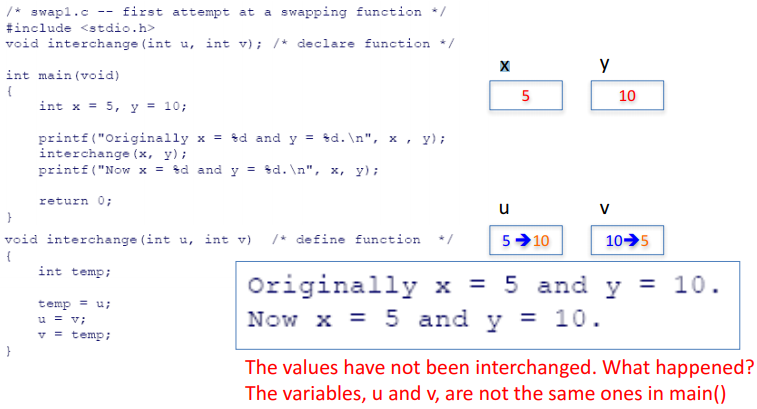 /* swap1.c -- first attempt at a swapping function */
#include <stdio.h>
void interchange(int u, int v); /* declare function */
int main(void)
{
int x = 5, y = 10;
printf("Originally x = %d and y = %d.\n", x , y);
interchange(x, y);
printf("Now x = %d and y = %d.\n", x, y);
return 0;
}
void interchange(int u, int v) /* define function */
{
int temp;
temp = u;
u = v;
v = temp;
}
x y
5 10
u v
5➔10 10➔5
Originally x = 5 and y = 10.
Now x = 5 and y = 10.
The values have not been interchanged. What happened?
The variables, u and v, are not the same ones in main()